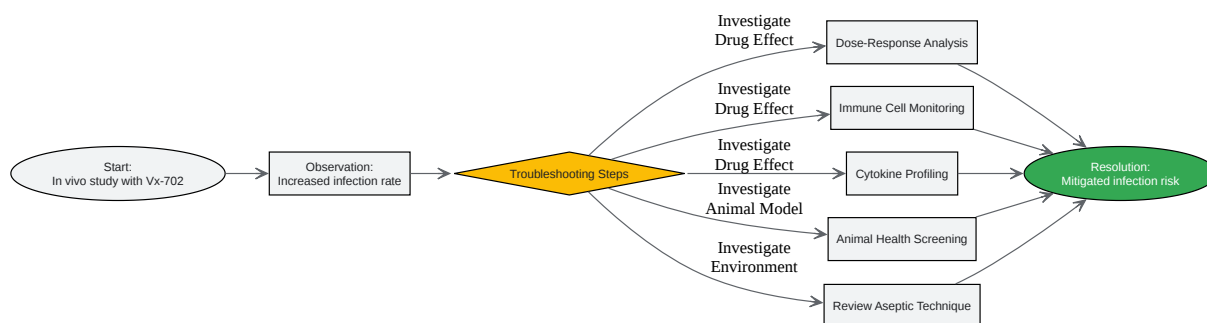 Start:
In vivo study with Vx-702
Observation:
Increased infection rate
Troubleshooting Steps
Investigate
Drug Effect
Dose-Response Analysis
Investigate
Drug Effect
Immune Cell Monitoring
Investigate
Drug Effect
Cytokine Profiling
Investigate
Animal Model
Animal Health Screening
Investigate
Environment
Review Aseptic Technique
Resolution:
Mitigated infection risk